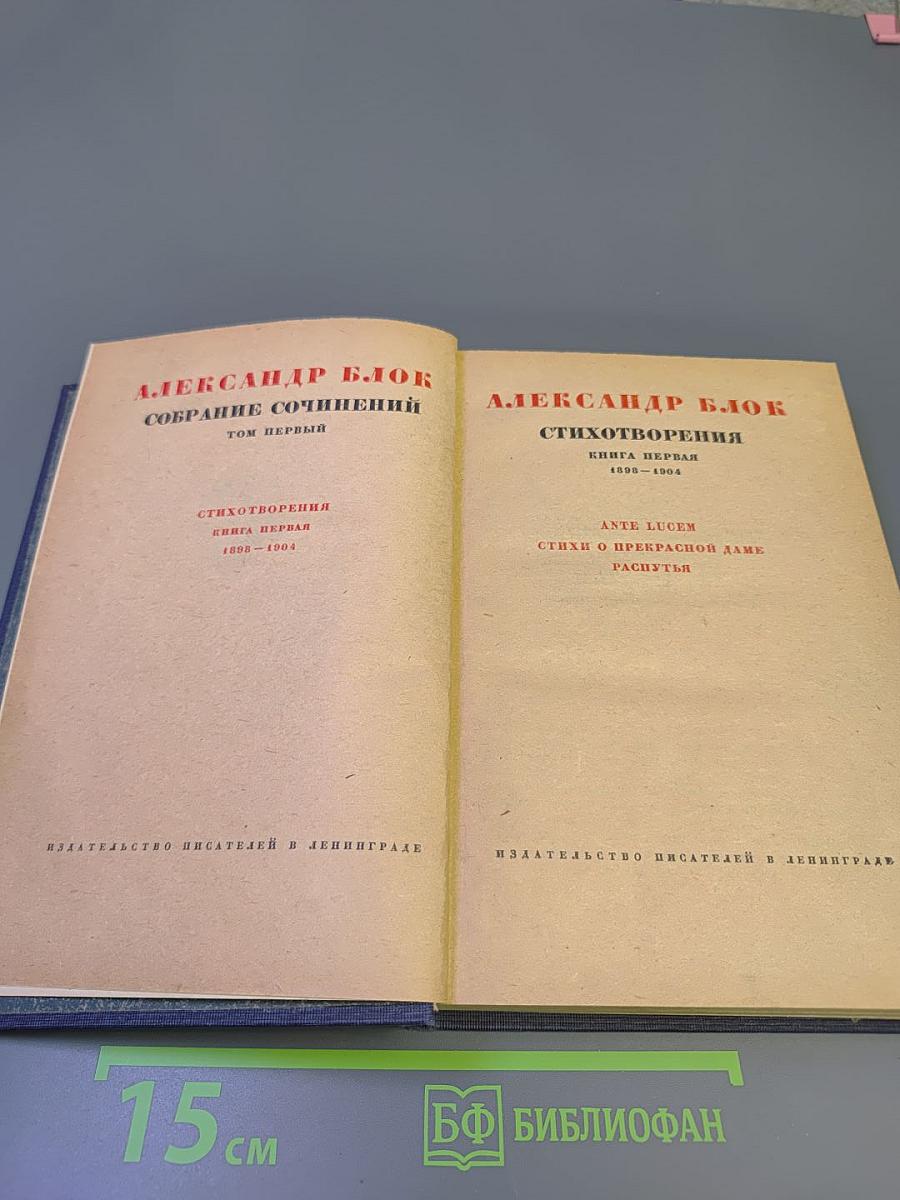 АЛЕКСАНДР БЛОК
СОБРАНИЕ СОЧИНЕНИЙ
ТОМ ПЕРВЫЙ
СТИХОТВОРЕНИЯ
КНИГА ПЕРВАЯ
1898—1904
ИЗДАТЕЛЬСТВО ПИСАТЕЛЕЙ В ЛЕНИНГРАДЕ
АЛЕКСАНДР БЛОК
СТИХОТВОРЕНИЯ
КНИГА ПЕРВАЯ
1898—1904
ANTE LUCEM
СТИХИ О ПРЕКРАСНОЙ ДАМЕ
РАСПУТЬЯ
ИЗДАТЕЛЬСТВО ПИСАТЕЛЕЙ В ЛЕНИНГРАДЕ
15 см
БФ БИБЛИОФАН